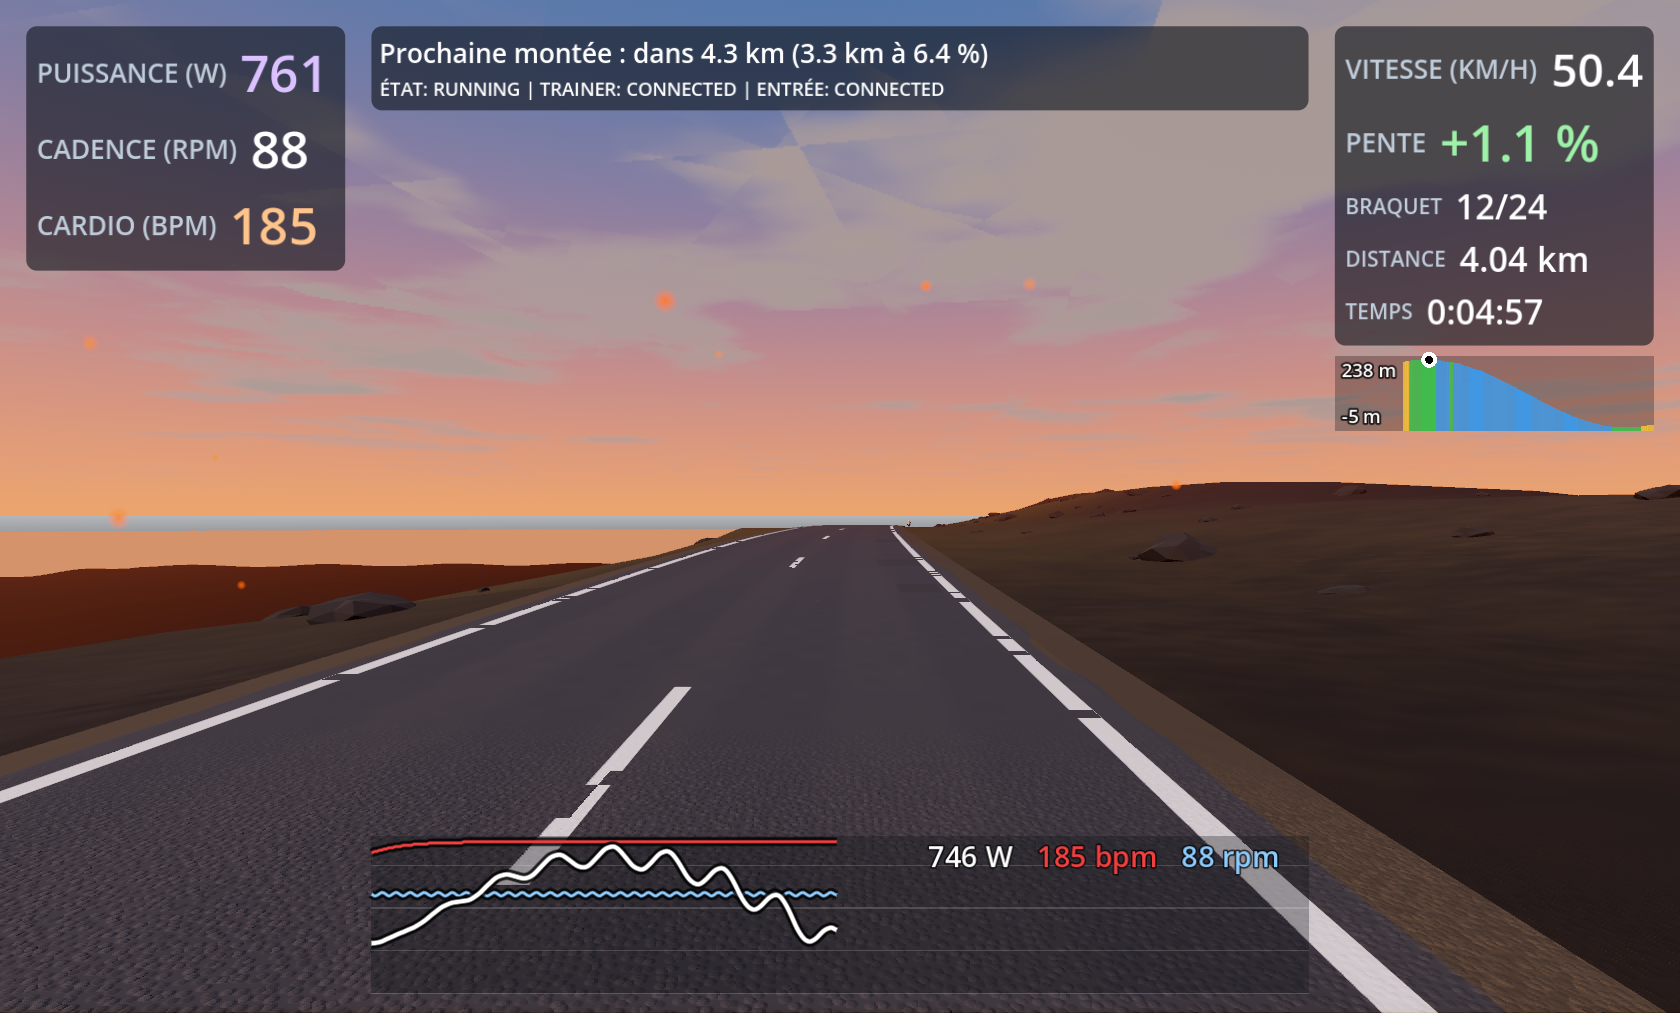 PUISSANCE (W) 761
CADENCE (RPM) 88
CARDIO (BPM) 185
Prochaine montée : dans 4.3 km (3.3 km à 6.4 %)
ÉTAT: RUNNING | TRAINER: CONNECTED | ENTRÉE: CONNECTED
VITESSE (KM/H) 50.4
PENTE +1.1 %
BRAQUET 12/24
DISTANCE 4.04 km
TEMPS 0:04:57
238 m
-5 m
746 W 185 bpm 88 rpm